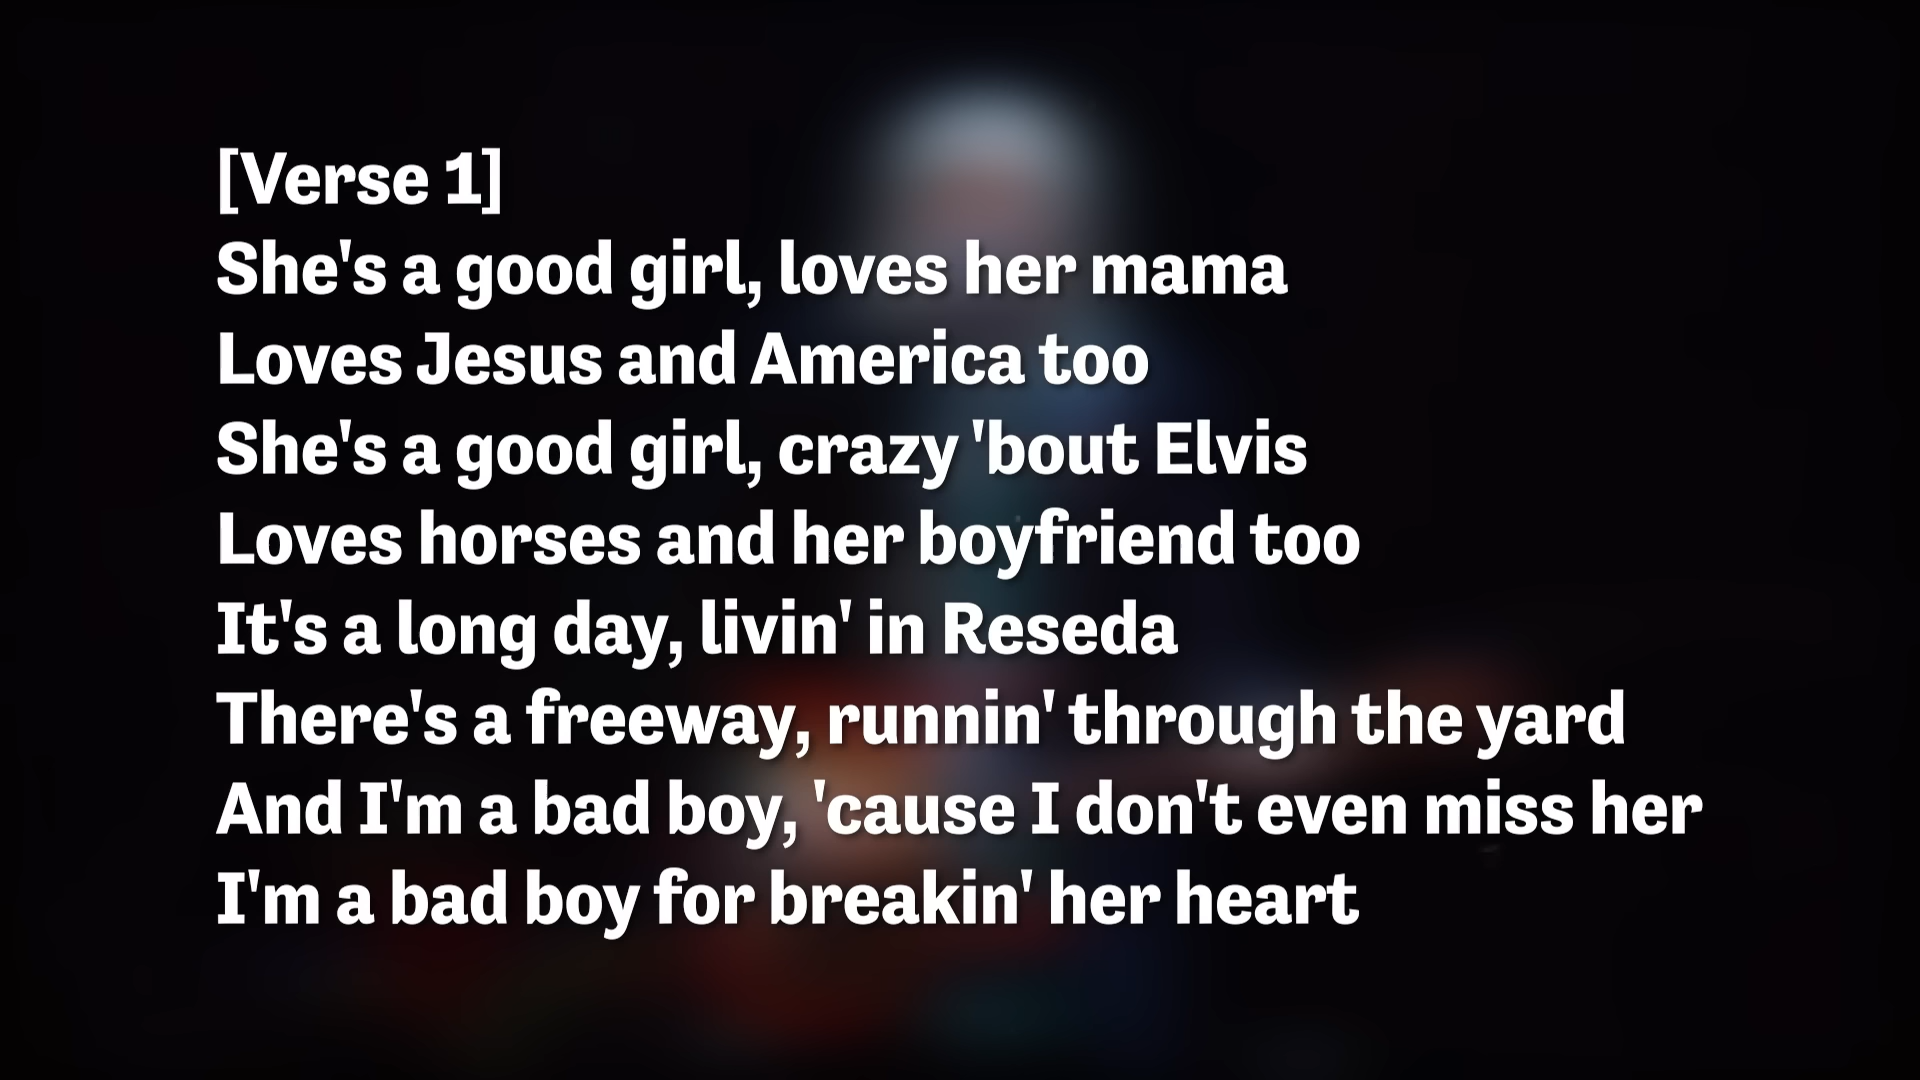 [Verse 1]
She's a good girl, loves her mama
Loves Jesus and America too
She's a good girl, crazy 'bout Elvis
Loves horses and her boyfriend too
It's a long day, livin' in Reseda
There's a freeway, runnin' through the yard
And I'm a bad boy, 'cause I don't even miss her
I'm a bad boy for breakin' her heart